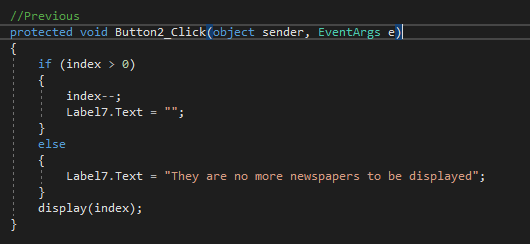 //Previous
protected void Button2_Click(object sender, EventArgs e)
{
if (index > 0)
{
index--;
Label7.Text = "";
}
else
{
Label7.Text = "They are no more newspapers to be displayed";
}
display(index);
}